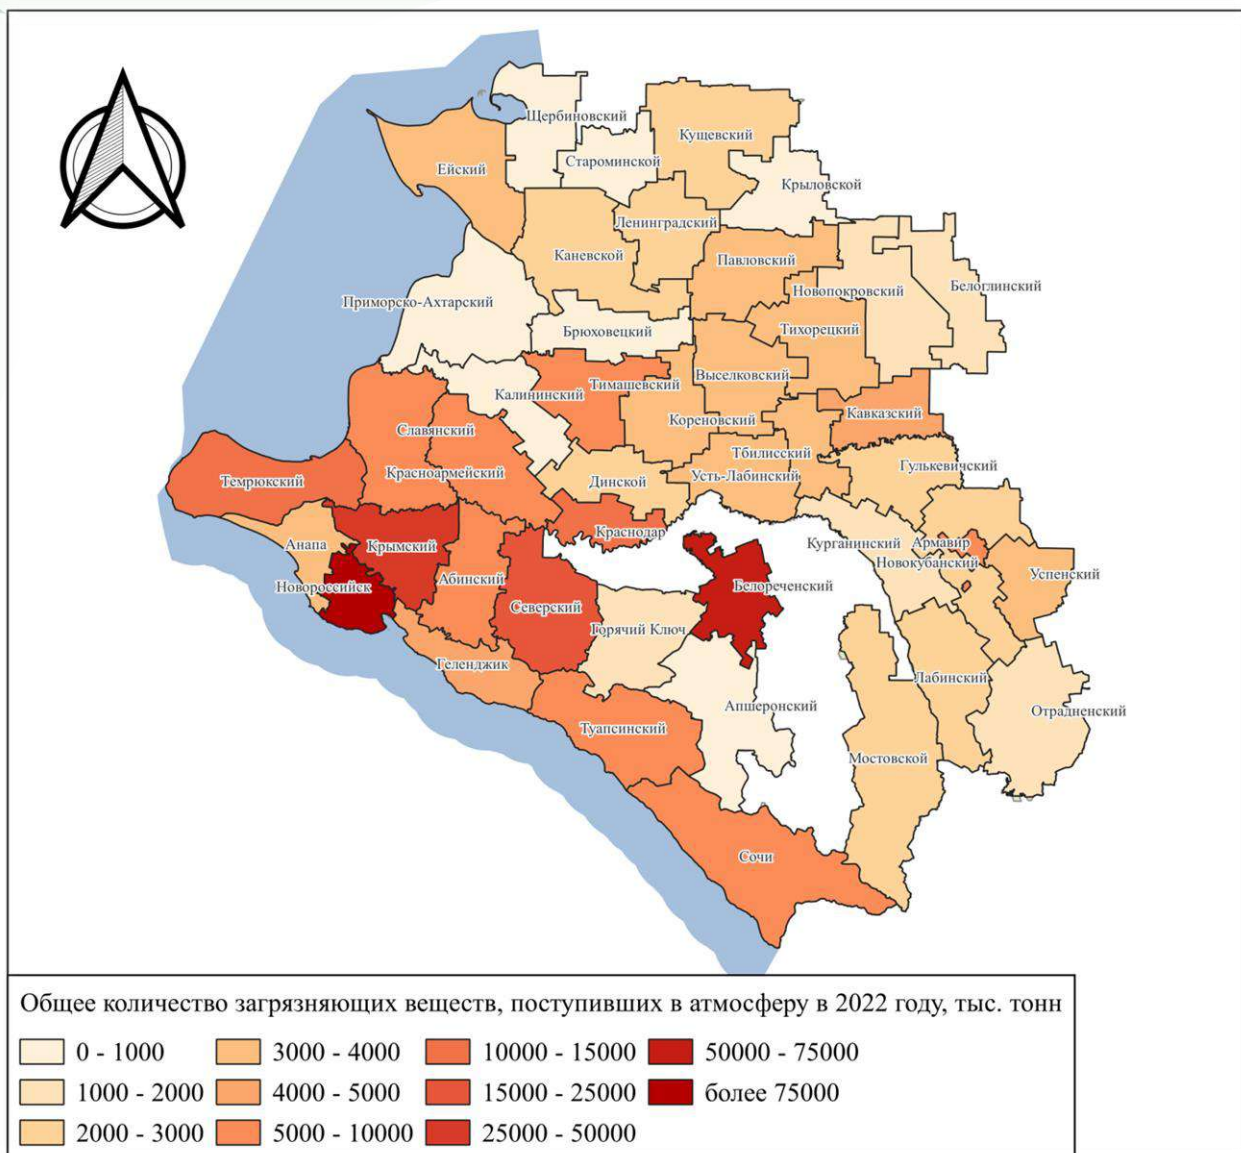 Щербиновский
Кущевский
Староминской
Ейский
Крыловской
Ленинградский
Каневской
Павловский
Новопокровский
Белоглинский
Приморско-Ахтарский
Брюховецкий
Тихорецкий
Выселковский
Тимашевский
Калининский
Кавказский
Кореновский
Славянский
Тбилисский
Гулькевичский
Красноармейский
Усть-Лабинский
Темрюкский
Динской
Краснодар
Курганинский
Армавир
Анапа
Крымский
Новокубанский
Абинский
Белореченский
Успенский
Новороссийск
Северский
Горячий Ключ
Геленджик
Лабинский
Апшеронский
Отрадненский
Туапсинский
Мостовской
Сочи
Общее количество загрязняющих веществ, поступивших в атмосферу в 2022 году, тыс. тонн
0 - 1000
1000 - 2000
2000 - 3000
3000 - 4000
4000 - 5000
5000 - 10000
10000 - 15000
15000 - 25000
25000 - 50000
50000 - 75000
более 75000